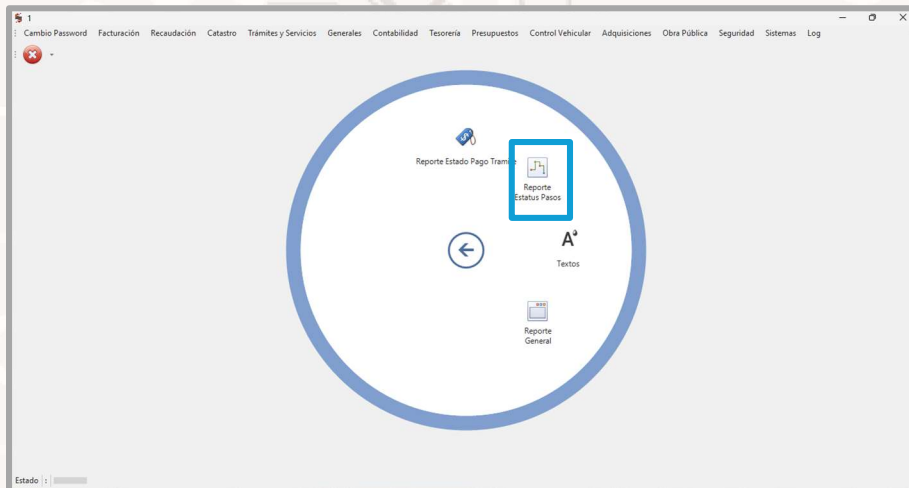 1
Cambio Password Facturación Recaudación Catastro Trámites y Servicios Generales Contabilidad Tesorería Presupuestos Control Vehicular Adquisiciones Obra Pública Seguridad Sistemas Log
Reporte Estado Pago Tramite
Reporte
Estatus Pasos
Textos
Reporte
General
Estado :